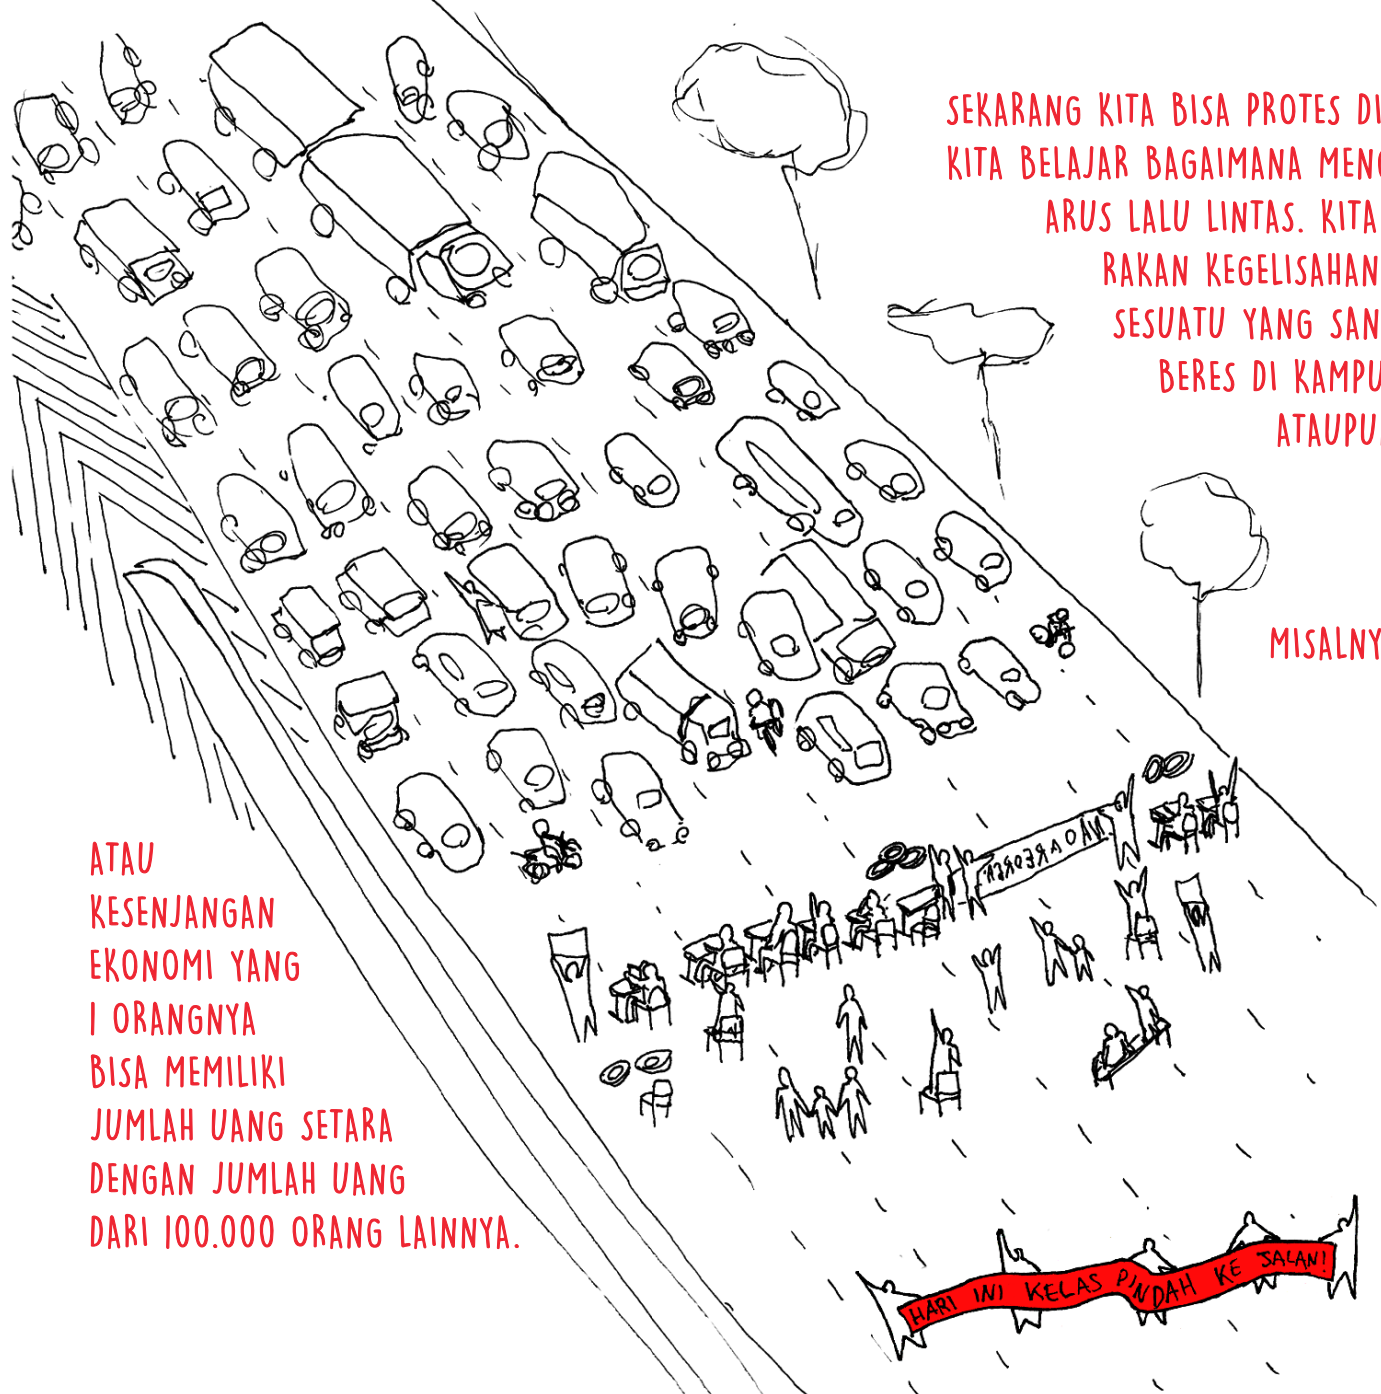 SEKARANG KITA BISA PROTES DI
KITA BELAJAR BAGAIMANA MENG
ARUS LALU LINTAS. KITA
RAKAN KEGELISAHAN
SESUATU YANG SAN
BERES DI KAMPU
ATAUPU
MISALNY
ATAU
KESENJANGAN
EKONOMI YANG
1 ORANGNYA
BISA MEMILIKI
JUMLAH UANG SETARA
DENGAN JUMLAH UANG
DARI 100.000 ORANG LAINNYA.
HARI INI KELAS PINDAH KE JALAN!